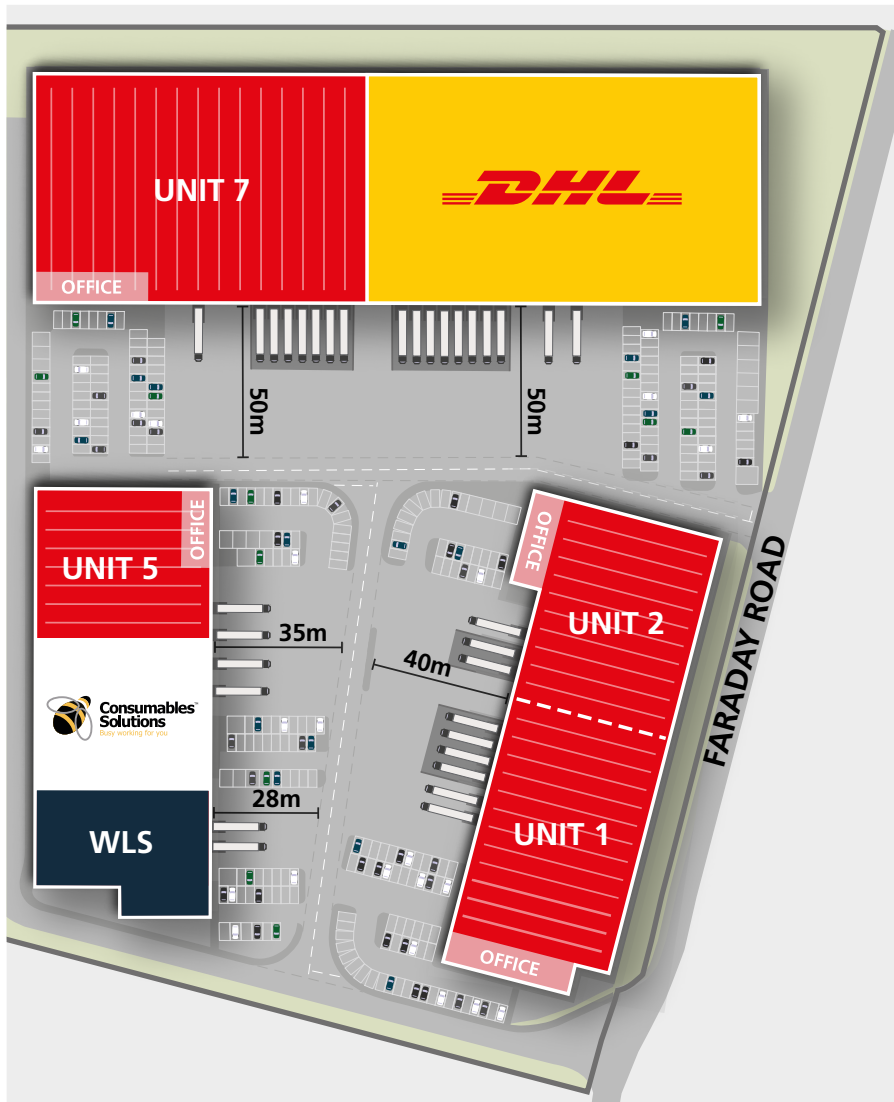 UNIT 7
DHL
OFFICE
50m
50m
OFFICE
UNIT 5
OFFICE
UNIT 2
35m
40m
FARADAY ROAD
Consumables™
Solutions
Busy working for you
28m
WLS
UNIT 1
OFFICE